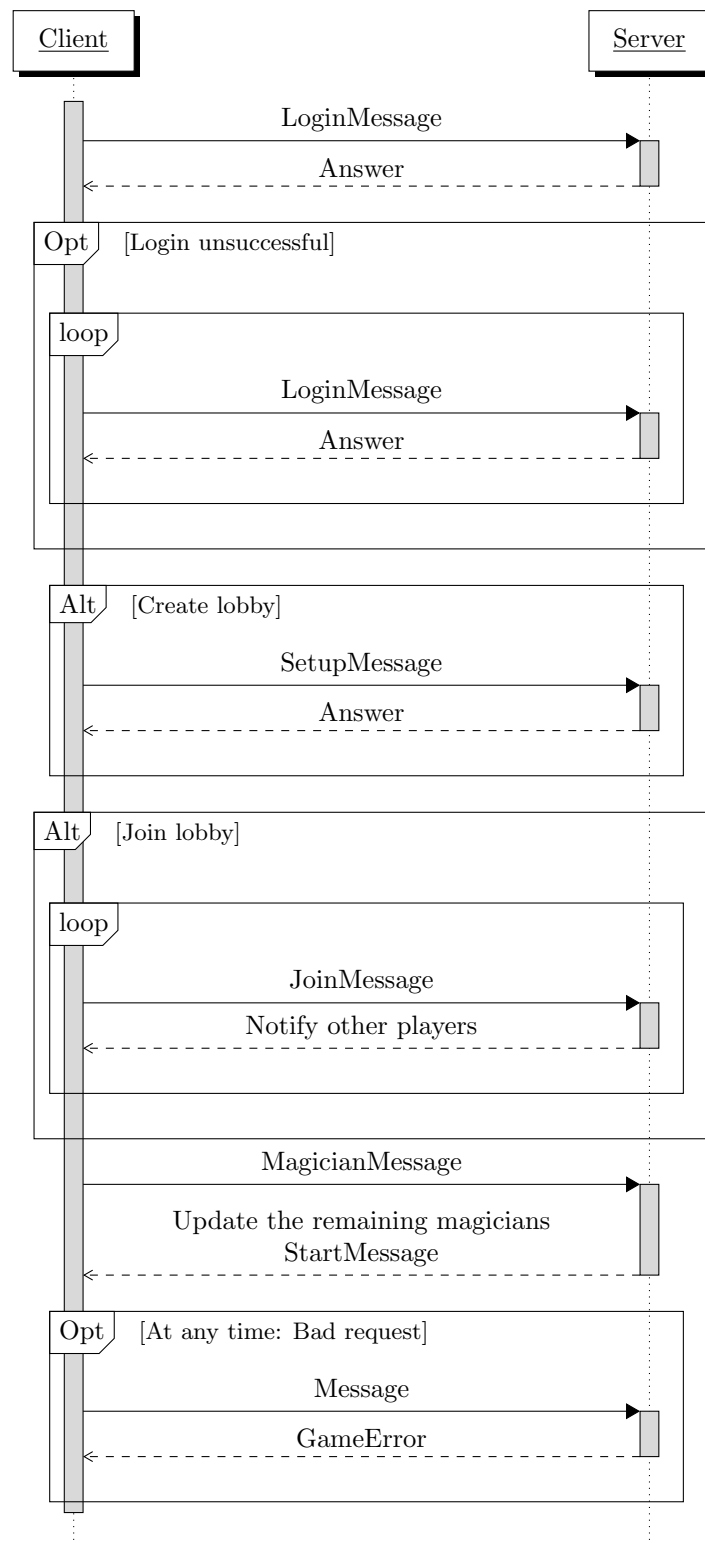 Client
Server
LoginMessage
Answer
Opt
[Login unsuccessful]
loop
LoginMessage
Answer
Alt
[Create lobby]
SetupMessage
Answer
Alt
[Join lobby]
loop
JoinMessage
Notify other players
MagicianMessage
Update the remaining magicians
StartMessage
Opt
[At any time: Bad request]
Message
GameError